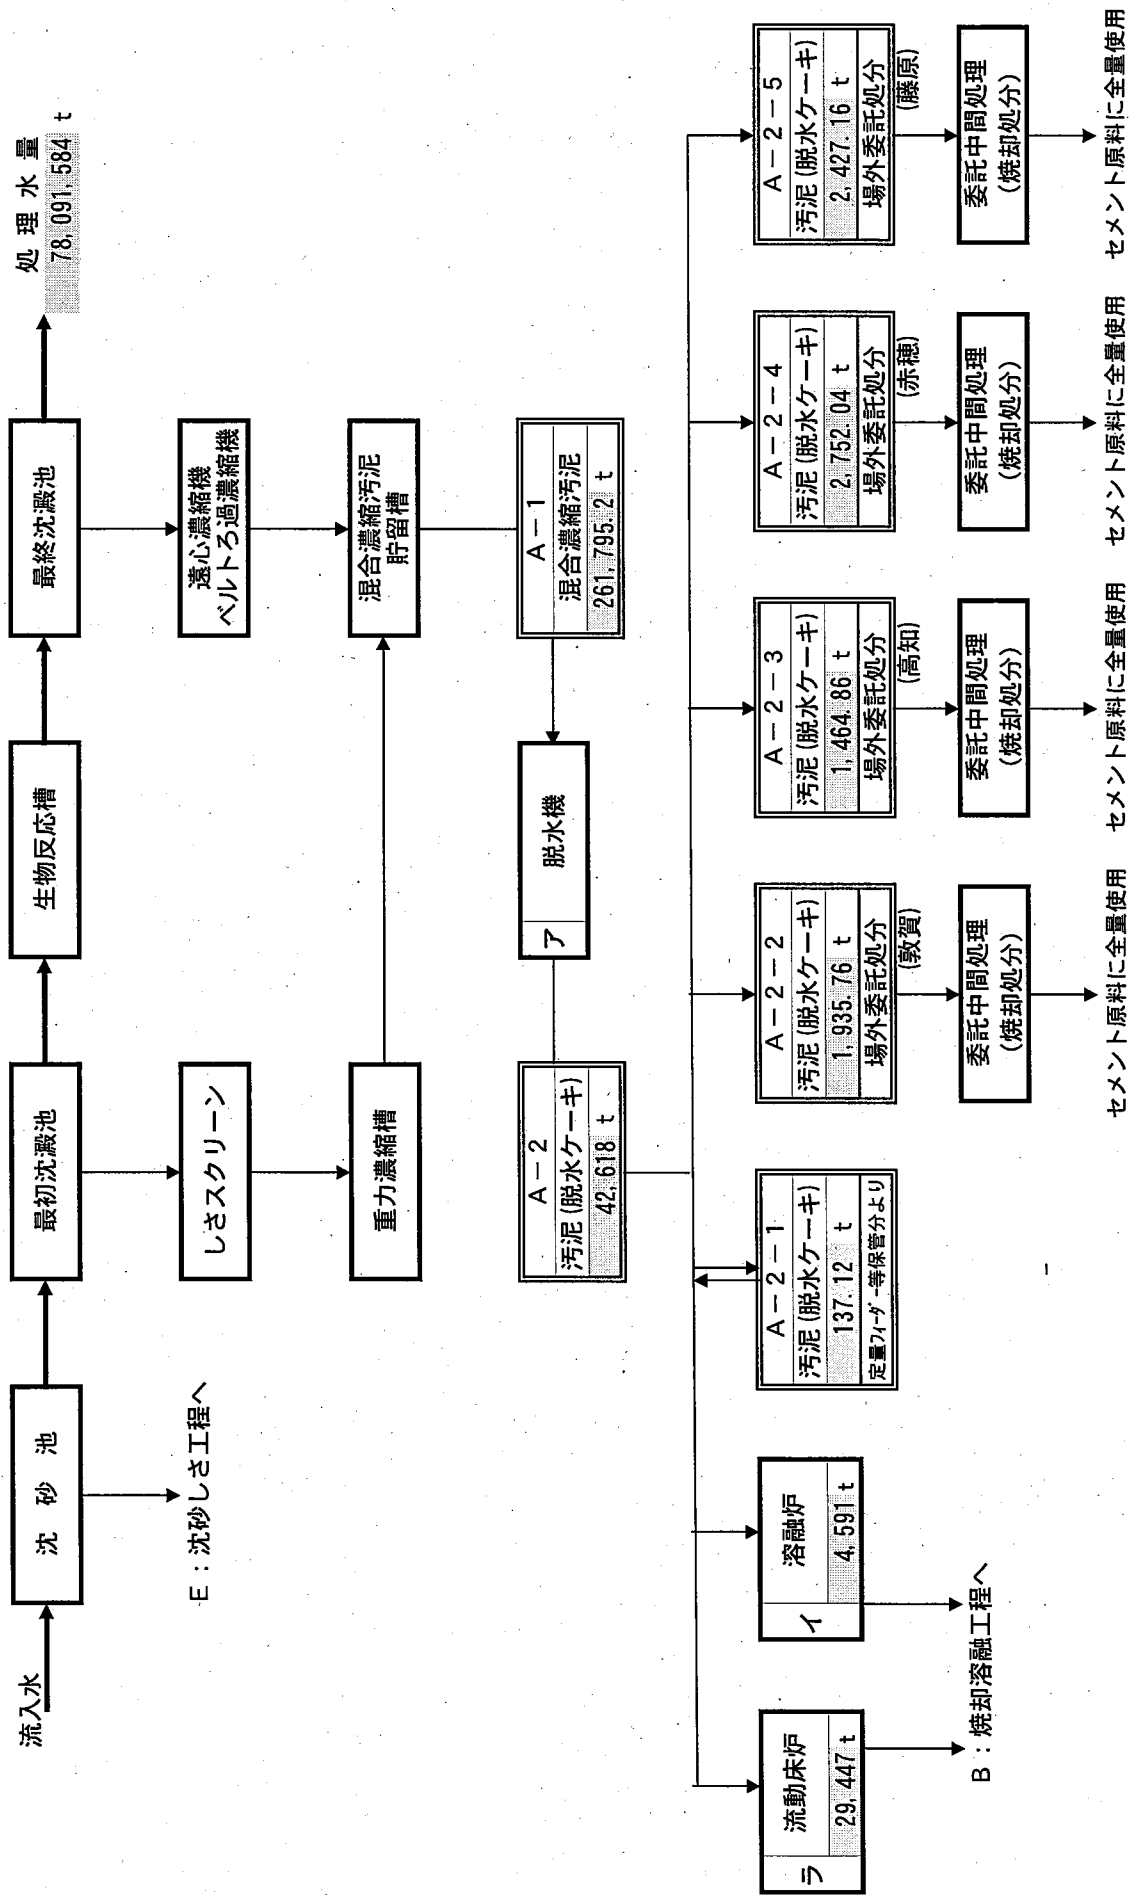 流入水
沈 砂 池
最初沈澱池
生物反応槽
最終沈澱池
処 理 水 量
78,091,584 t
E：沈砂しさ工程へ
しさスクリーン
遠心濃縮機
ベルトろ過濃縮機
重力濃縮槽
混合濃縮汚泥
貯留槽
A－2
汚泥(脱水ケーキ)
42,618 t
ア
脱水機
A－1
混合濃縮汚泥
261,795.2 t
ラ
流動床炉
29,447 t
イ
溶融炉
4,591 t
A－2－1
汚泥(脱水ケーキ)
137.12 t
定量フィーダー等保管分より
A－2－2
汚泥(脱水ケーキ)
1,935.76 t
場外委託処分
(敦賀)
A－2－3
汚泥(脱水ケーキ)
1,464.86 t
場外委託処分
(高知)
A－2－4
汚泥(脱水ケーキ)
2,752.04 t
場外委託処分
(赤穂)
A－2－5
汚泥(脱水ケーキ)
2,427.16 t
場外委託処分
(藤原)
B：焼却溶融工程へ
委託中間処理
(焼却処分)
委託中間処理
(焼却処分)
委託中間処理
(焼却処分)
委託中間処理
(焼却処分)
セメント原料に全量使用
セメント原料に全量使用
セメント原料に全量使用
セメント原料に全量使用